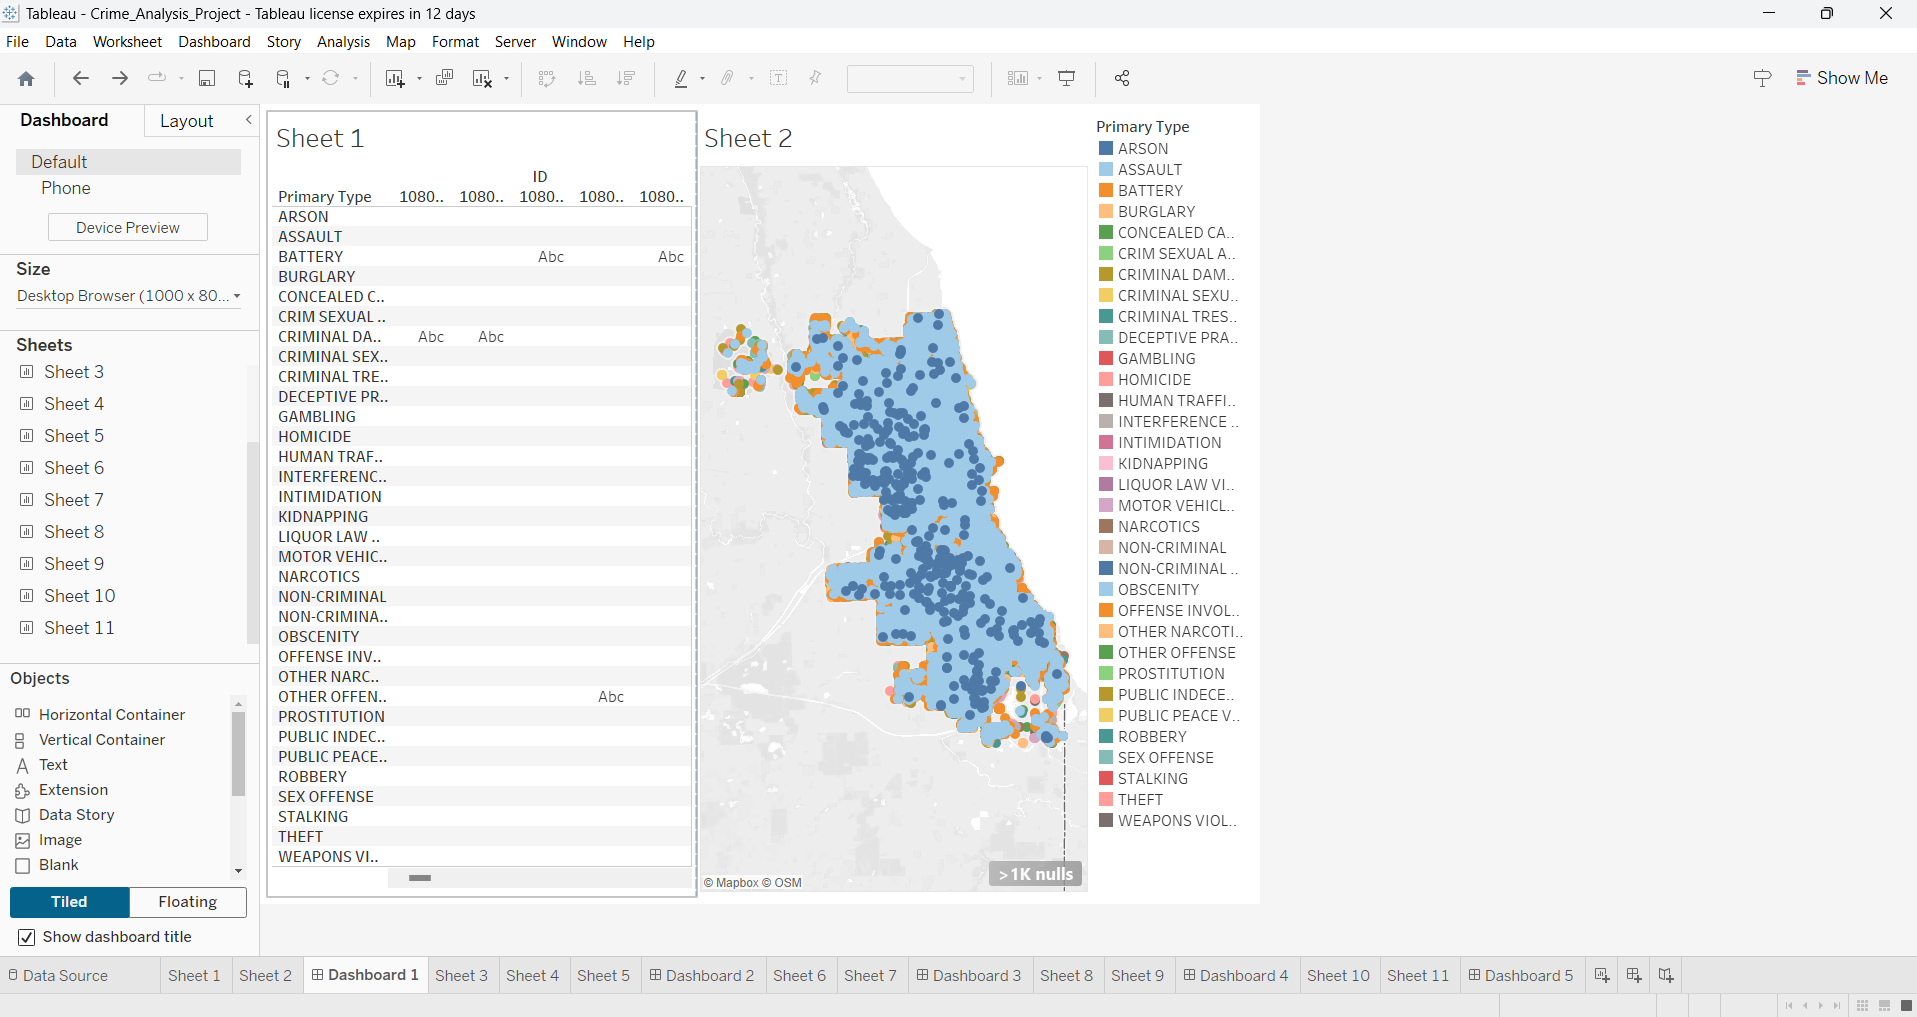 Tableau - Crime_Analysis_Project - Tableau license expires in 12 days
File Data Worksheet Dashboard Story Analysis Map Format Server Window Help
Show Me
Dashboard Layout
Default
Phone
Device Preview
Size
Desktop Browser (1000 x 80...
Sheets
Sheet 3
Sheet 4
Sheet 5
Sheet 6
Sheet 7
Sheet 8
Sheet 9
Sheet 10
Sheet 11
Objects
Horizontal Container
Vertical Container
Text
Extension
Data Story
Image
Blank
Tiled Floating
Show dashboard title
Sheet 1
ID
Primary Type 1080.. 1080.. 1080.. 1080.. 1080..
ARSON
ASSAULT
BATTERY Abc Abc
BURGLARY
CONCEALED C..
CRIM SEXUAL ..
CRIMINAL DA.. Abc Abc
CRIMINAL SEX..
CRIMINAL TRE..
DECEPTIVE PR..
GAMBLING
HOMICIDE
HUMAN TRAF..
INTERFERENC..
INTIMIDATION
KIDNAPPING
LIQUOR LAW ..
MOTOR VEHIC..
NARCOTICS
NON-CRIMINAL
NON-CRIMINA..
OBSCENITY
OFFENSE INV..
OTHER NARC..
OTHER OFFEN.. Abc
PROSTITUTION
PUBLIC INDEC..
PUBLIC PEACE..
ROBBERY
SEX OFFENSE
STALKING
THEFT
WEAPONS VI..
Sheet 2
© Mapbox © OSM
>1K nulls
Primary Type
ARSON
ASSAULT
BATTERY
BURGLARY
CONCEALED CA..
CRIM SEXUAL A..
CRIMINAL DAM..
CRIMINAL SEXU..
CRIMINAL TRES..
DECEPTIVE PRA..
GAMBLING
HOMICIDE
HUMAN TRAFFI..
INTERFERENCE ..
INTIMIDATION
KIDNAPPING
LIQUOR LAW VI..
MOTOR VEHICL..
NARCOTICS
NON-CRIMINAL
NON-CRIMINAL ..
OBSCENITY
OFFENSE INVOL..
OTHER NARCOTI..
OTHER OFFENSE
PROSTITUTION
PUBLIC INDECE..
PUBLIC PEACE V..
ROBBERY
SEX OFFENSE
STALKING
THEFT
WEAPONS VIOL..
Data Source Sheet 1 Sheet 2 Dashboard 1 Sheet 3 Sheet 4 Sheet 5 Dashboard 2 Sheet 6 Sheet 7 Dashboard 3 Sheet 8 Sheet 9 Dashboard 4 Sheet 10 Sheet 11 Dashboard 5